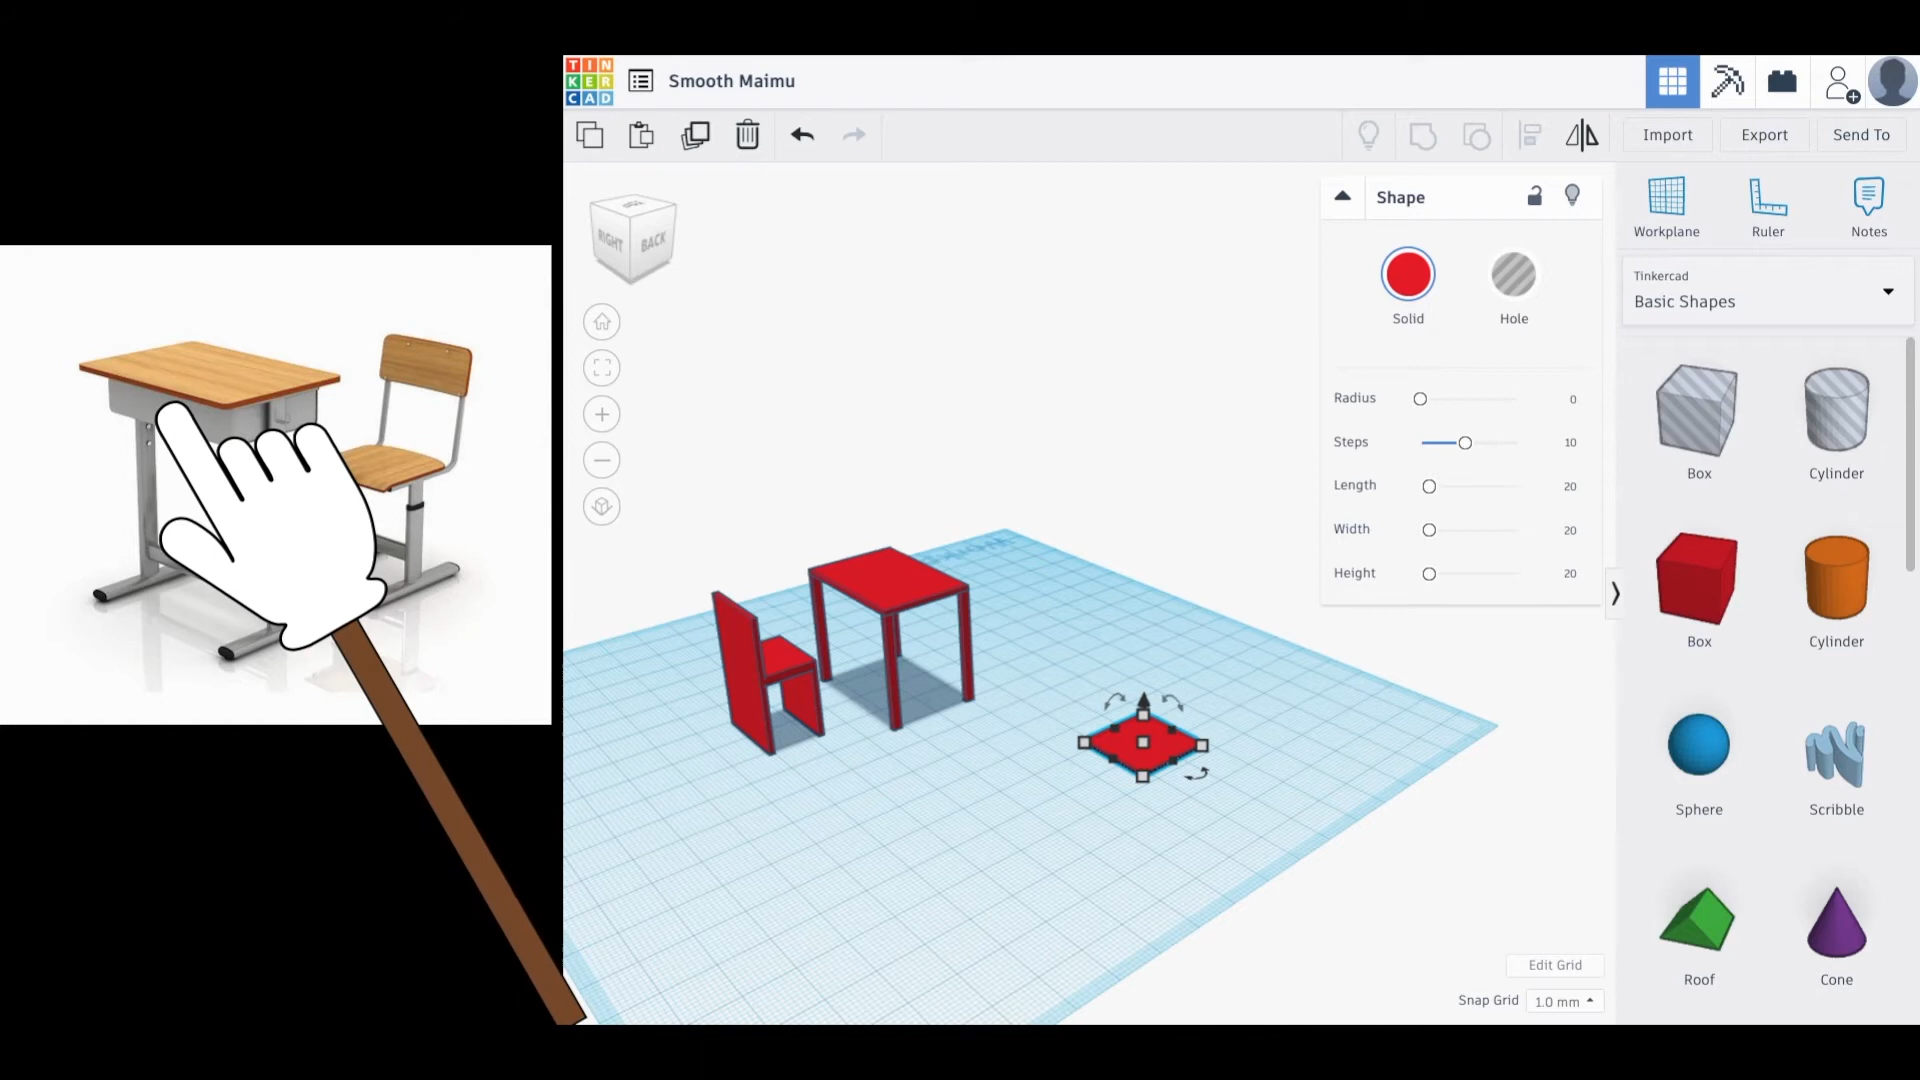 TIN
KER
CAD
Smooth Maimu
Import
Export
Send To
RIGHT
BACK
Shape
Solid
Hole
Radius
0
Steps
10
Length
20
Width
20
Height
20
Workplane
Ruler
Notes
Tinkercad
Basic Shapes
Box
Cylinder
Box
Cylinder
Sphere
Scribble
Roof
Cone
Edit Grid
Snap Grid
1.0 mm